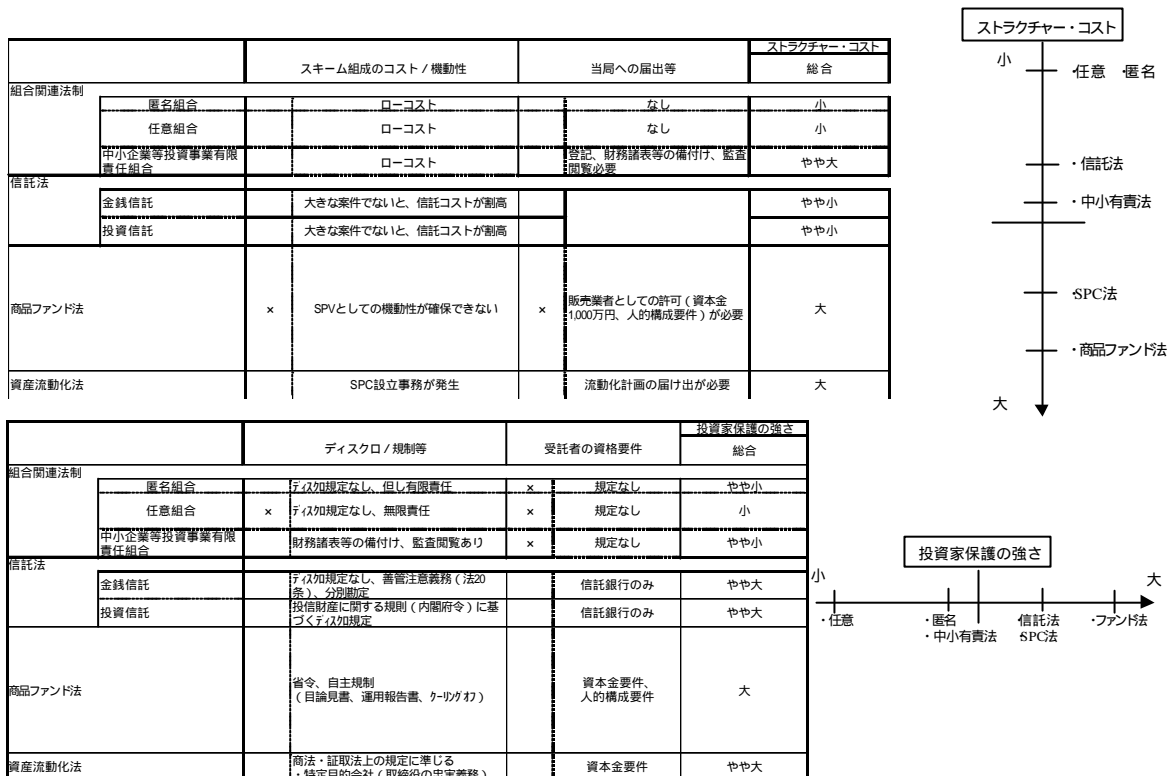 ストラクチャー・コスト
スキーム組成のコスト / 機動性
当局への届出等
ストラクチャー・コスト
総合
組合関連法制
匿名組合 ローコスト なし 小
任意組合 ローコスト なし 小
中小企業等投資事業有限
責任組合
ローコスト
登記、財務諸表等の備付け、監査
閲覧必要
やや大
信託法
金銭信託 大きな案件でないと、信託コストが割高 やや小
投資信託 大きな案件でないと、信託コストが割高 やや小
商品ファンド法 × SPVとしての機動性が確保できない ×
販売業者としての許可(資本金
1,000万円、人的構成要件)が必要
大
資産流動化法 SPC設立事務が発生 流動化計画の届け出が必要 大
小
・任意 ・匿名
・信託法
・中小有責法
・SPC法
・商品ファンド法
大
ディスクロ / 規制等
受託者の資格要件
投資家保護の強さ
総合
組合関連法制
匿名組合 ディスクロ規定なし、但し有限責任 × 規定なし やや小
任意組合 × ディスクロ規定なし、無限責任 × 規定なし 小
中小企業等投資事業有限
責任組合
財務諸表等の備付け、監査閲覧あり × 規定なし やや小
信託法
金銭信託
ディスクロ規定なし、善管注意義務(法20
条)、分別勘定
信託銀行のみ やや大
投資信託
投信財産に関する規則(内閣府令)に基
づくディスクロ規定
信託銀行のみ やや大
商品ファンド法
省令、自主規制
(目論見書、運用報告書、クーリングオフ)
資本金要件、
人的構成要件
大
資産流動化法
商法・証取法上の規定に準じる
・特定目的会社(取締役の忠実義務)
資本金要件 やや大
投資家保護の強さ
小 大
・任意 ・匿名 ・信託法 ・ファンド法
・中小有責法 ・SPC法